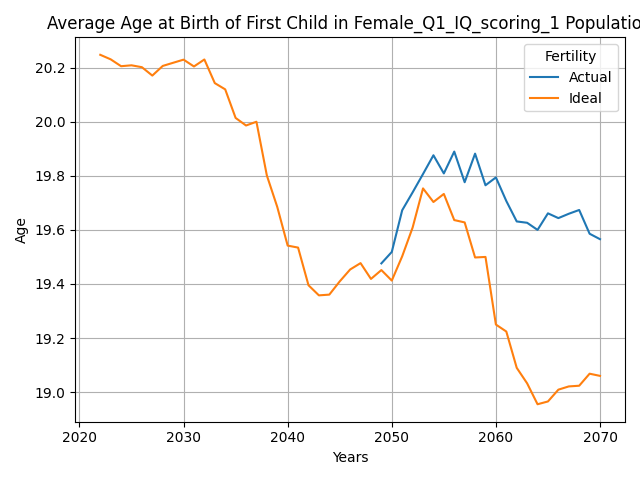 Average Age at Birth of First Child in Female_Q1_IQ_scoring_1 Populatio
Fertility
Actual
Ideal
20.2
20.0
19.8
19.6
19.4
19.2
19.0
Age
2020 2030 2040 2050 2060 2070
Years